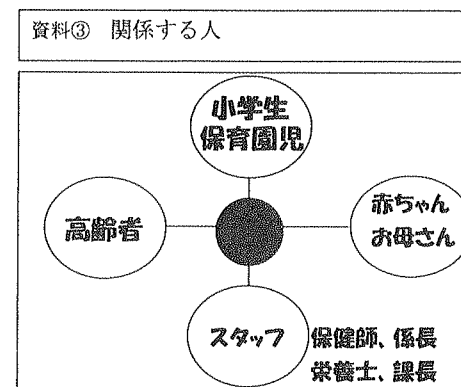 資料③ 関係する人
小学生
保育園児
高齢者
赤ちゃん
お母さん
スタッフ
保健師、係長
栄養士、課長